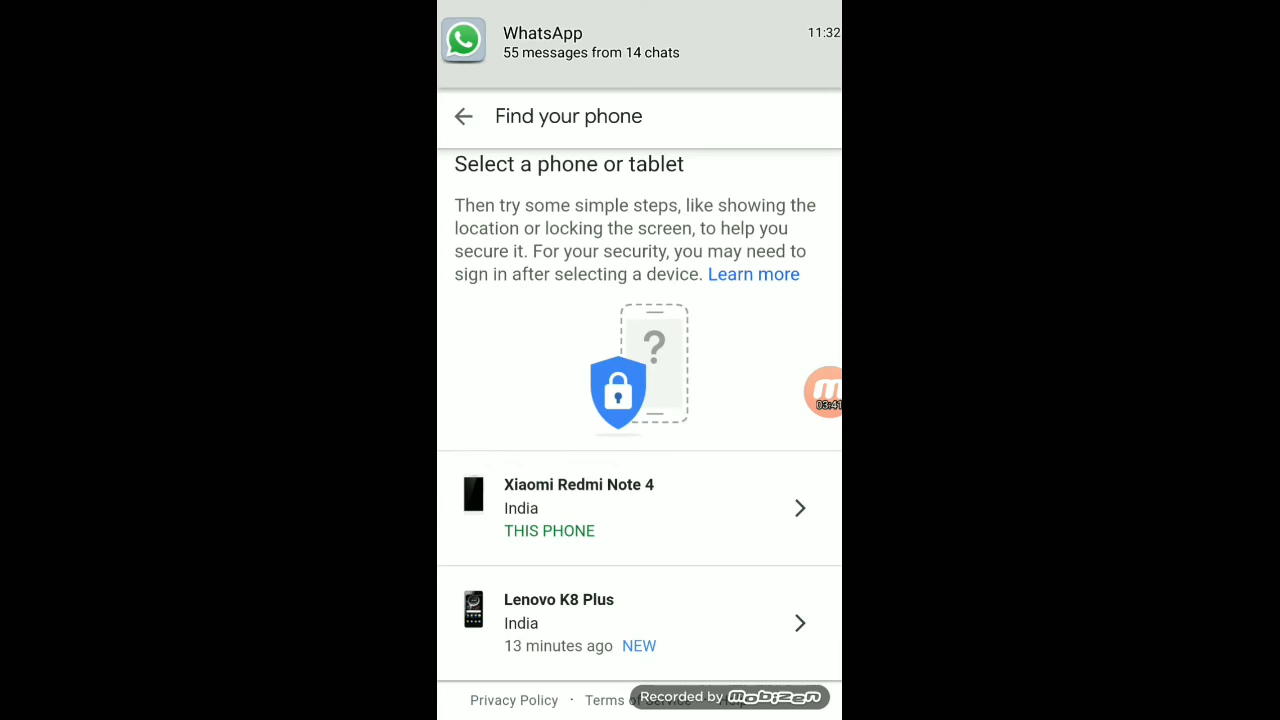 WhatsApp
11:32
55 messages from 14 chats
Find your phone
Select a phone or tablet
Then try some simple steps, like showing the
location or locking the screen, to help you
secure it. For your security, you may need to
sign in after selecting a device. Learn more
?
03:41
Xiaomi Redmi Note 4
India
THIS PHONE
Lenovo K8 Plus
India
13 minutes ago NEW
Privacy Policy · Terms of Service
Recorded by mobizen